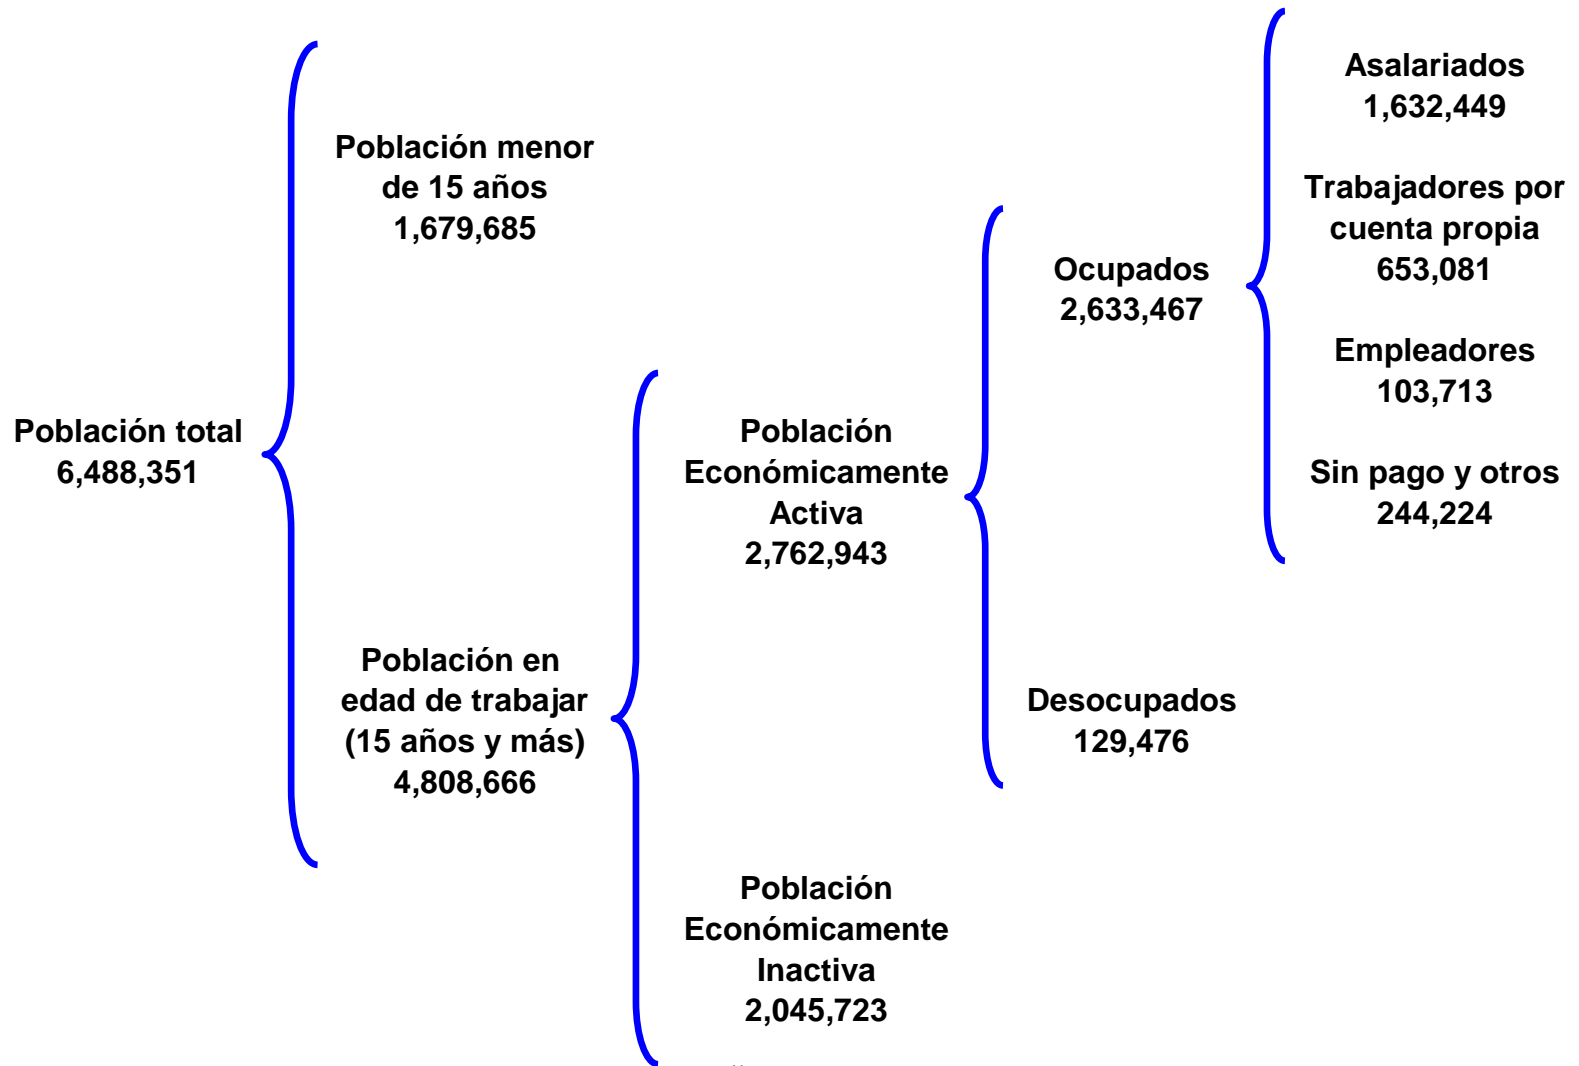 Población total
6,488,351
Población menor
de 15 años
1,679,685
Población en
edad de trabajar
(15 años y más)
4,808,666
Población
Económicamente
Activa
2,762,943
Población
Económicamente
Inactiva
2,045,723
Ocupados
2,633,467
Desocupados
129,476
Asalariados
1,632,449
Trabajadores por
cuenta propia
653,081
Empleadores
103,713
Sin pago y otros
244,224